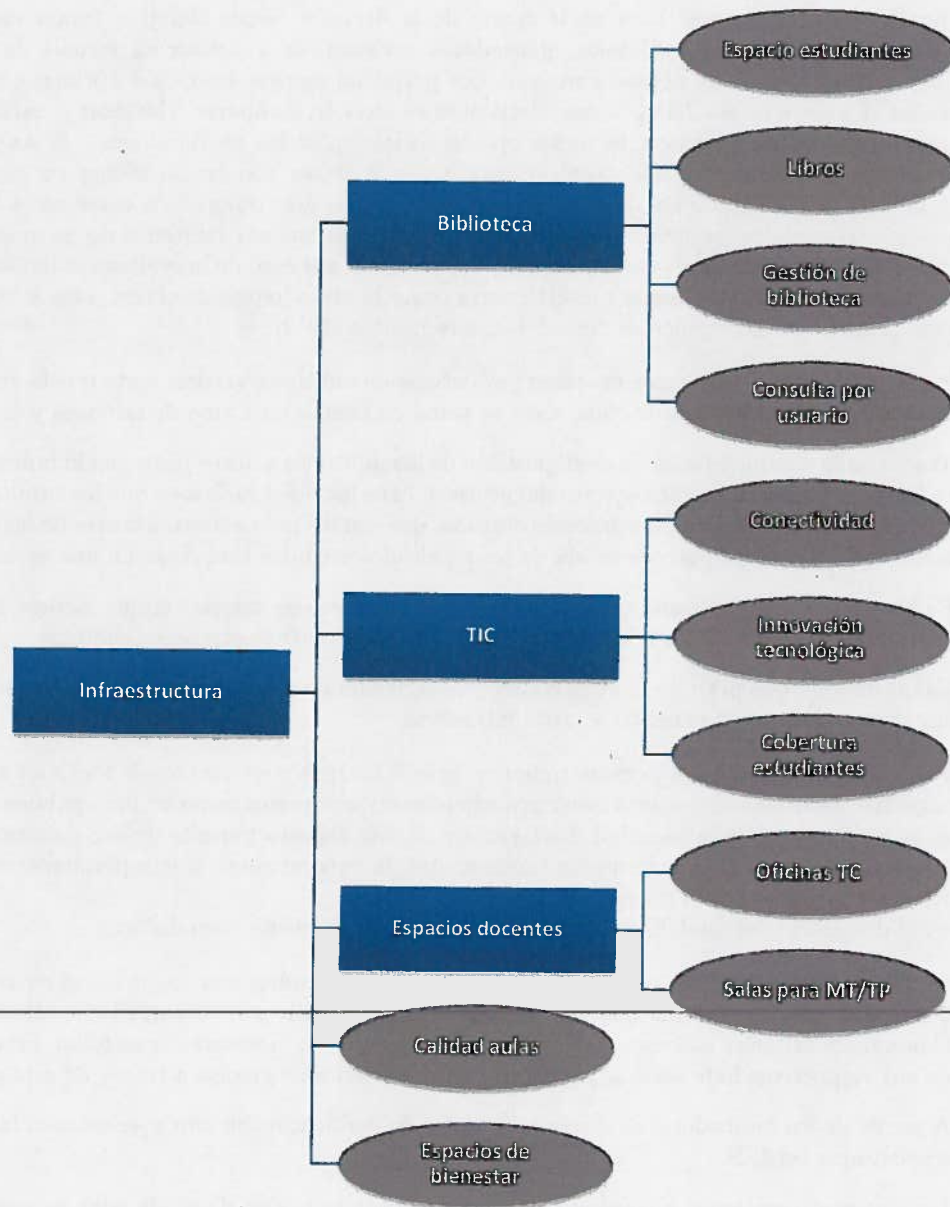 Espacio estudiantes
Libros
Biblioteca
Gestión de
biblioteca
Consulta por
usuario
Conectividad
TIC
Innovación
tecnológica
Infraestructura
Cobertura
estudiantes
Oficinas TC
Espacios docentes
Salas para MT/TP
Calidad aulas
Espacios de
bienestar